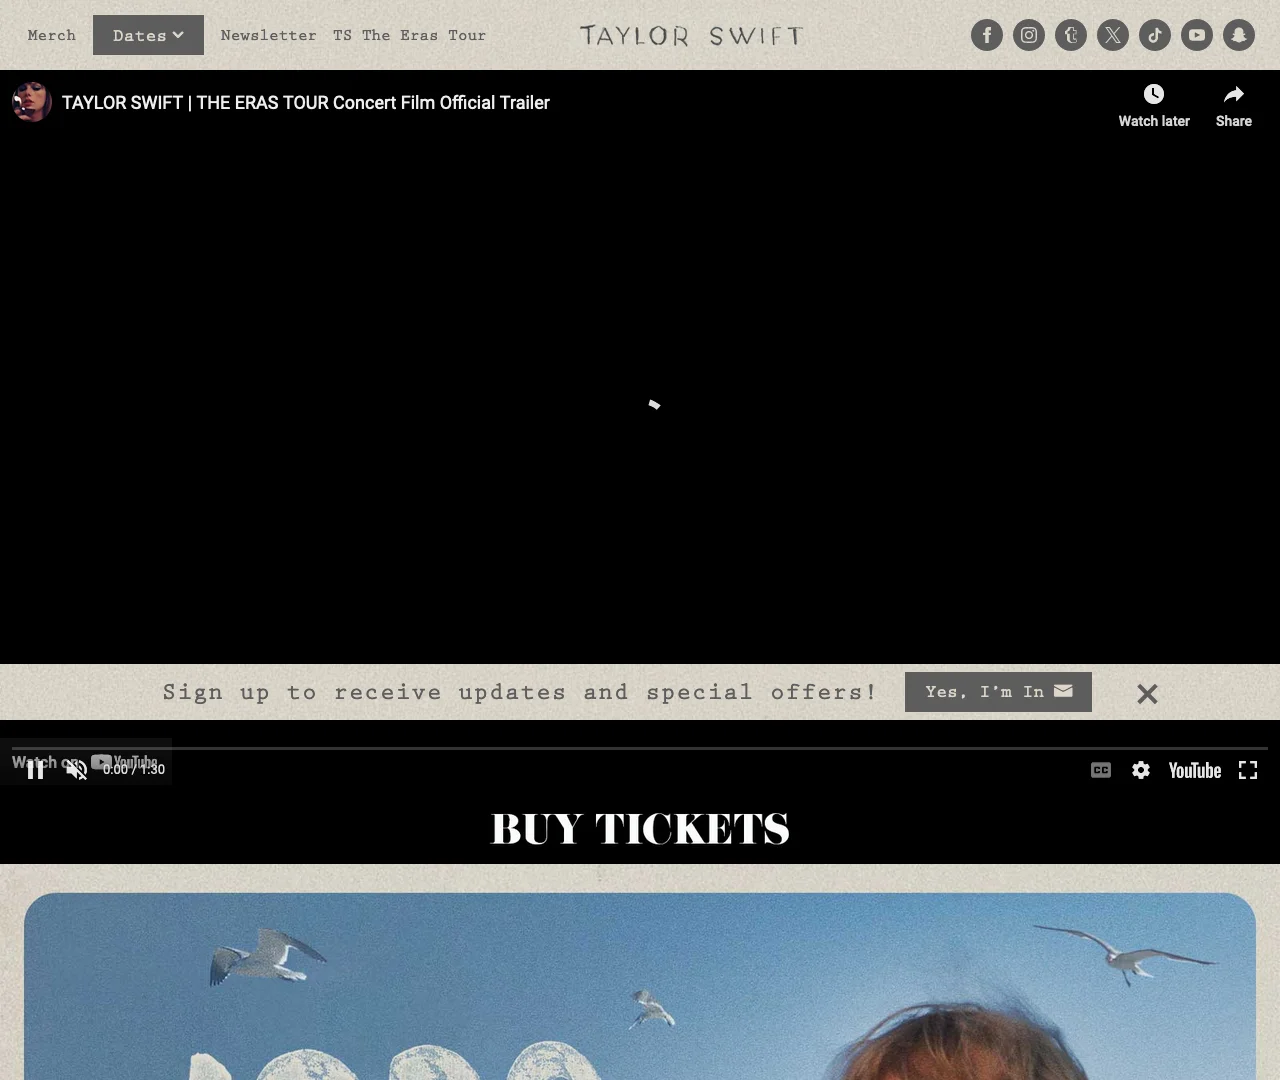 Merch
Dates
Newsletter
TS The Eras Tour
TAYLOR SWIFT
TAYLOR SWIFT | THE ERAS TOUR Concert Film Official Trailer
Watch later
Share
Sign up to receive updates and special offers!
Yes, I'm In
Watch on YouTube
0:00 / 1:30
CC
YouTube
BUY TICKETS